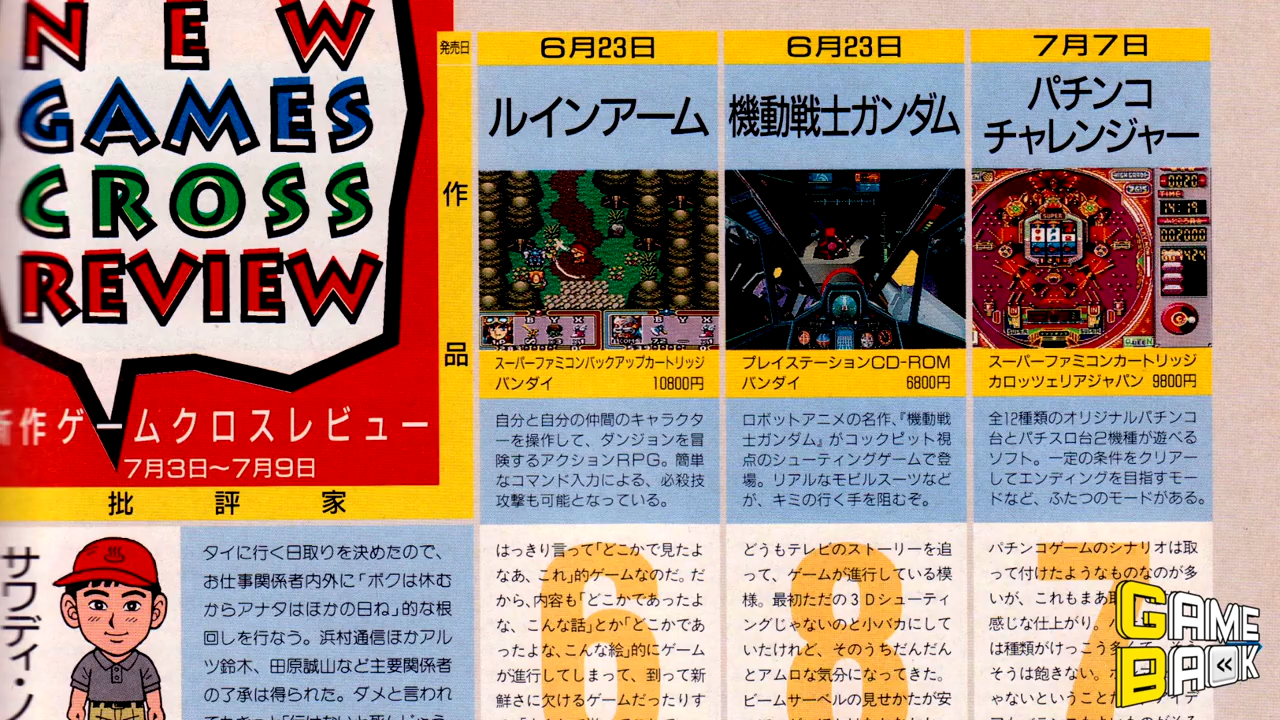 NEW
GAMES
CROSS
REVIEW
新作ゲームクロスレビュー
7月3日〜7月9日
批評家
発売日
作品
6月23日
ルインアーム
スーパーファミコンバックアップカートリッジ
バンダイ 10800円
自分と自分の仲間のキャラクタ
ーを操作して、ダンジョンを冒
険するアクションRPG。簡単
なコマンド入力による、必殺技
攻撃も可能となっている。
6月23日
機動戦士ガンダム
プレイステーションCD-ROM
バンダイ 6800円
ロボットアニメの名作、『機動戦
士ガンダム』がコックピット視
点のシューティングゲームで登
場。リアルなモビルスーツなど
が、キミの行く手を阻むぞ。
7月7日
パチンコ
チャレンジャー
スーパーファミコンカートリッジ
カロッツェリアジャパン 9800円
全12種類のオリジナルパチンコ
台とパチスロ台2機種が遊べる
ソフト。一定の条件をクリアー
してエンディングを目指すモー
ドなど、ふたつのモードがある。
サワディ
タイに行く日取りを決めたので、
お仕事関係者内外に「ボクは休む
からアナタはほかの日ね」的な根
回しを行なう。浜村通信ほかアル
ツ鈴木、田原誠山など主要関係者
の了承は得られた。ダメと言われ
6
はっきり言って「どこかで見たよ
なあ、これ」的ゲームなのだ。だ
から、内容も「どこかであったよ
な、こんな話」とか「どこかであ
ったよな、こんな絵」的にゲーム
が進行してしまって、到って新
鮮さに欠けるゲームだったりす
8
どうもテレビのストーリーを追
って、ゲームが進行している模
様。最初ただの3Dシューティ
ングじゃないのと小バカにして
いたけれど、そのうちだんだん
とアムロな気分になってきた。
ビームサーベルの見せかたが安
7
パチンコゲームのシナリオは取
って付けたようなものなのが多
いが、これもまあ
感じな仕上がり。
は種類がけっこう多
そうは飽きない。
ゃないということだ
GAME
BACK